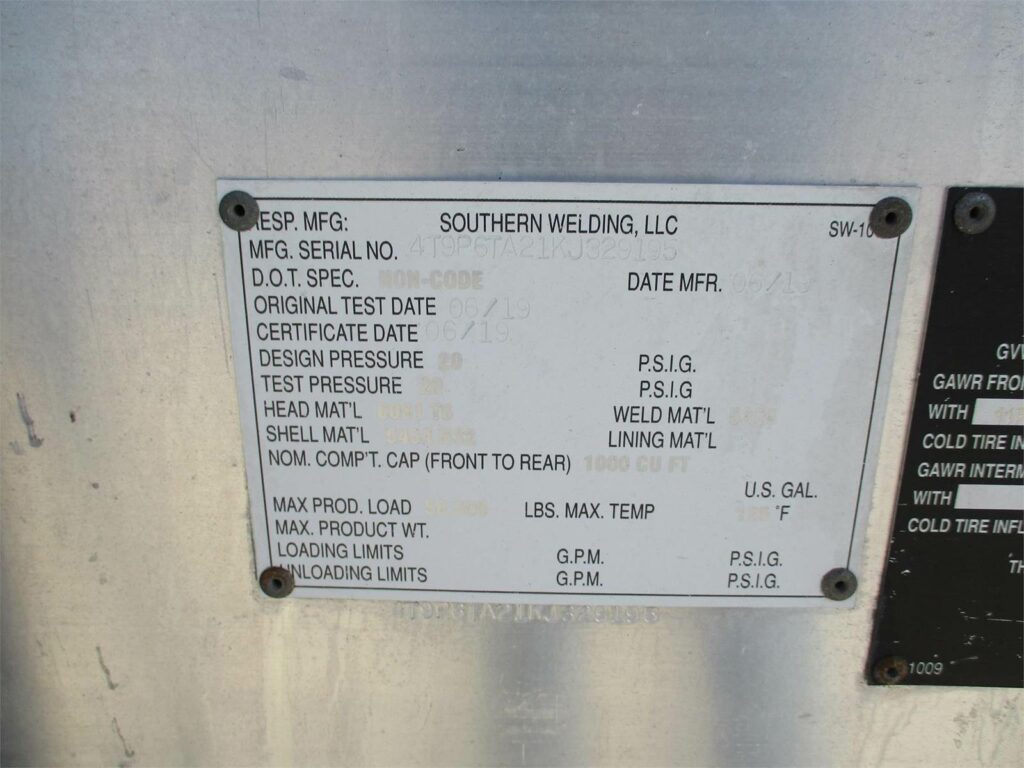 RESP. MFG: SOUTHERN WELDING, LLC SW-10
MFG. SERIAL NO. 4T9P6TA21KJ329195
D.O.T. SPEC. NON-CODE DATE MFR. 06/1
ORIGINAL TEST DATE 06/19
CERTIFICATE DATE 06/19
DESIGN PRESSURE 20 P.S.I.G.
TEST PRESSURE P.S.I.G
HEAD MAT'L WELD MAT'L
SHELL MAT'L LINING MAT'L
NOM. COMP'T. CAP (FRONT TO REAR) 1000 CU FT
U.S. GAL.
MAX PROD. LOAD LBS. MAX. TEMP °F
MAX. PRODUCT WT.
LOADING LIMITS G.P.M. P.S.I.G.
UNLOADING LIMITS G.P.M. P.S.I.G.
4T9P6TA21KJ329195
GV
GAWR FRO
WITH
COLD TIRE IN
GAWR INTERM
WITH
COLD TIRE INFL
TH
1009